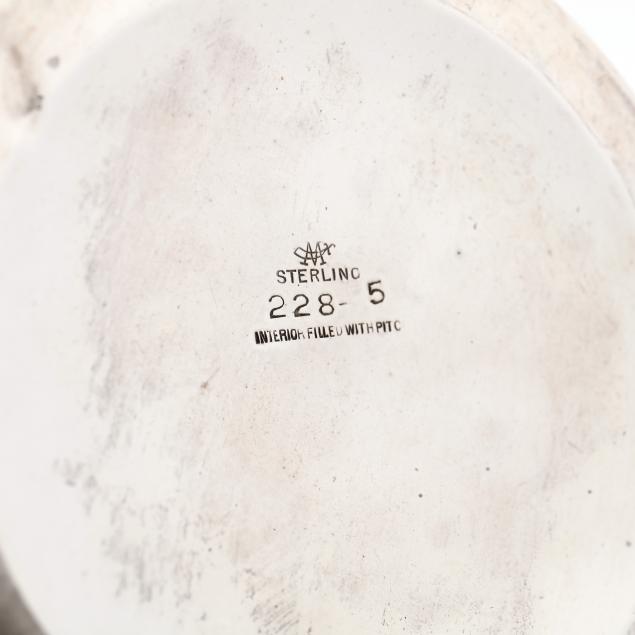 STERLING
228-5
INTERIOR FILLED WITH PITC